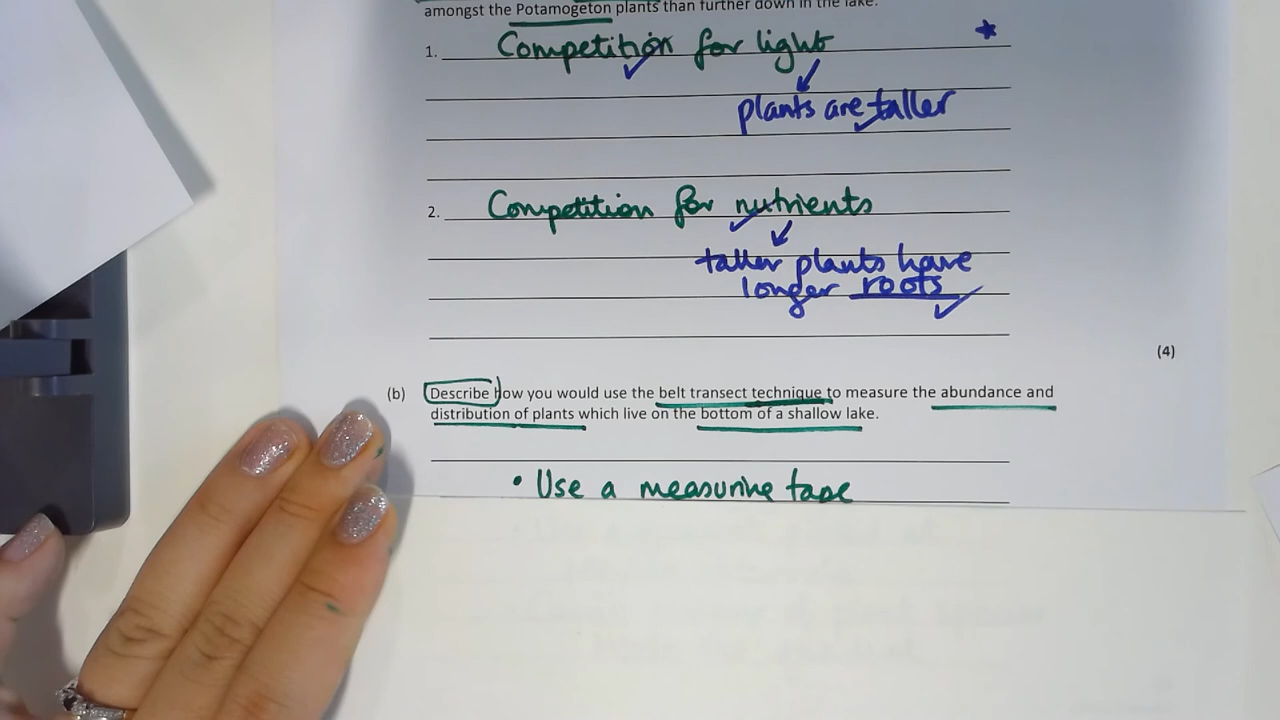 amongst the Potamogeton plants than further down in the lake.
1. Competition for light
plants are taller
2. Competition for nutrients
taller plants have
longer roots
(4)
(b) Describe how you would use the belt transect technique to measure the abundance and
distribution of plants which live on the bottom of a shallow lake.
• Use a measuring tape